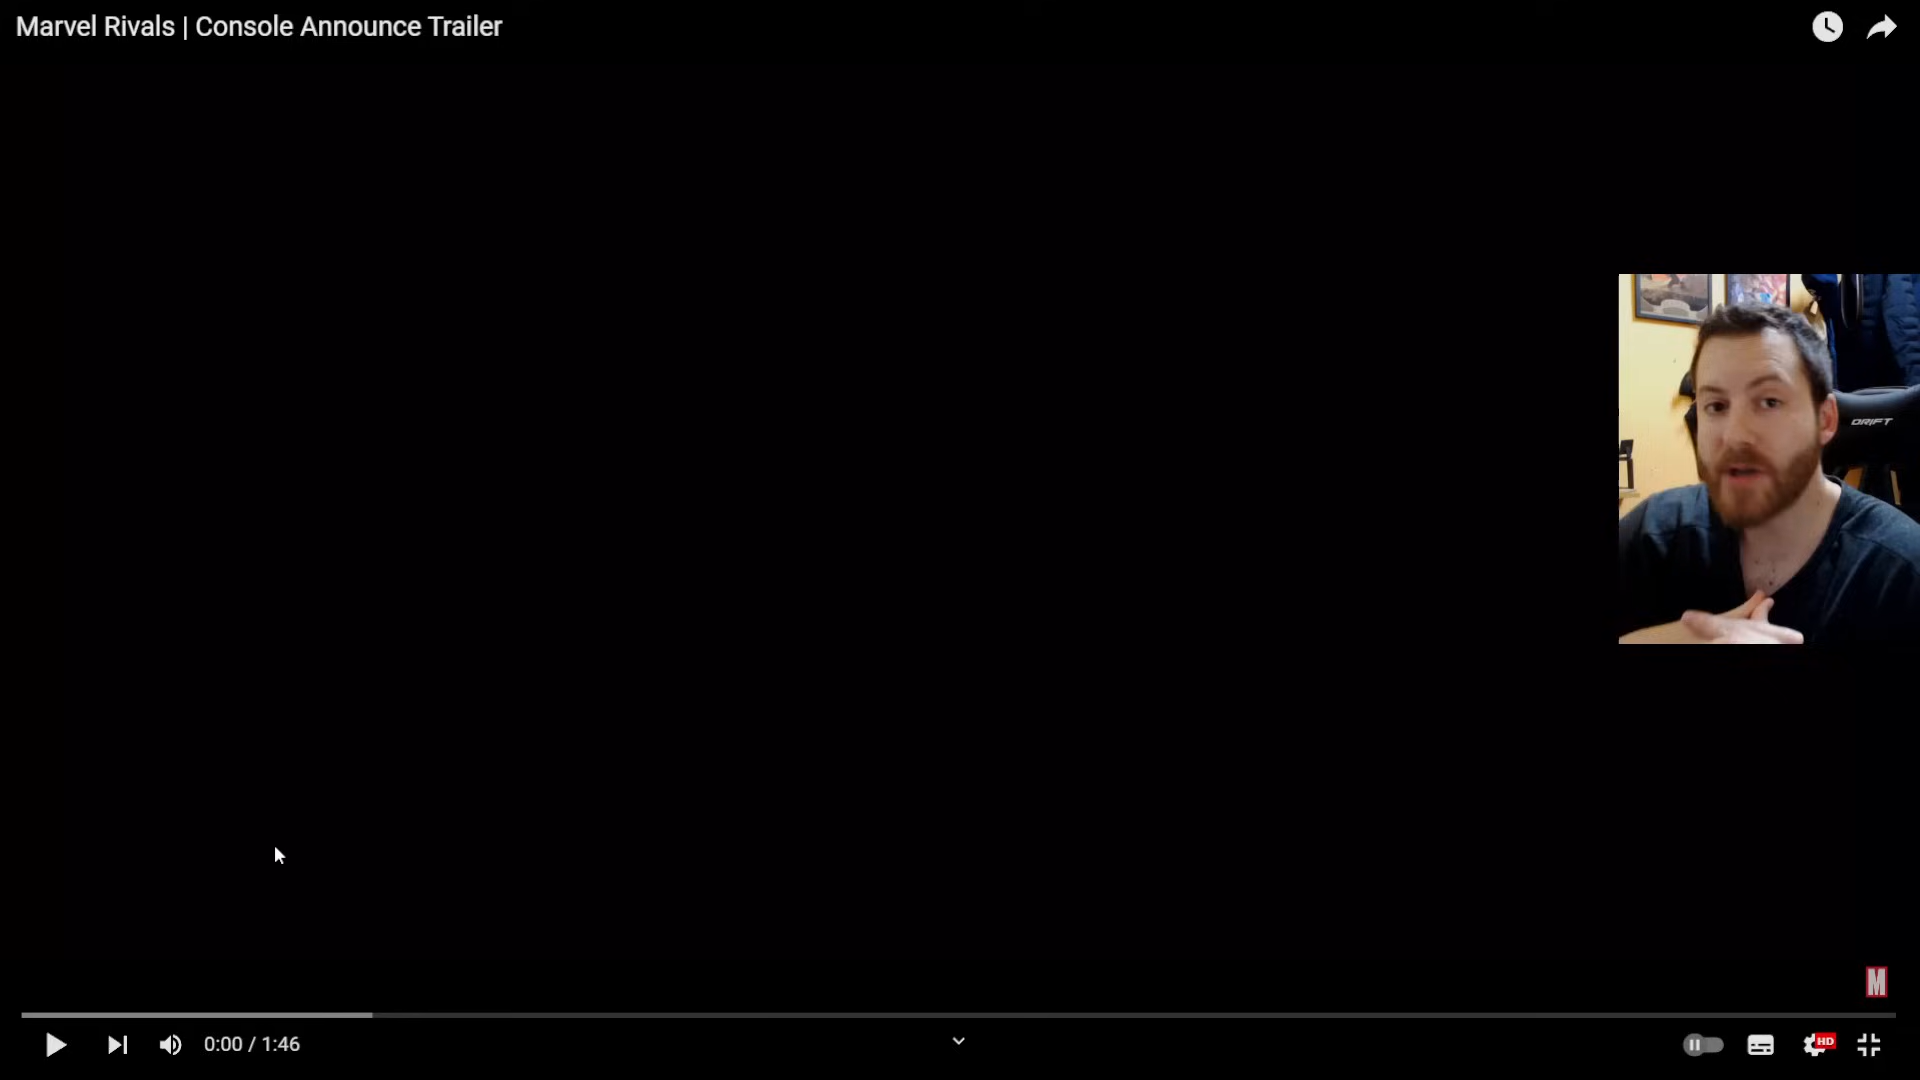 Marvel Rivals | Console Announce Trailer
DRIFT
M
0:00 / 1:46
HD